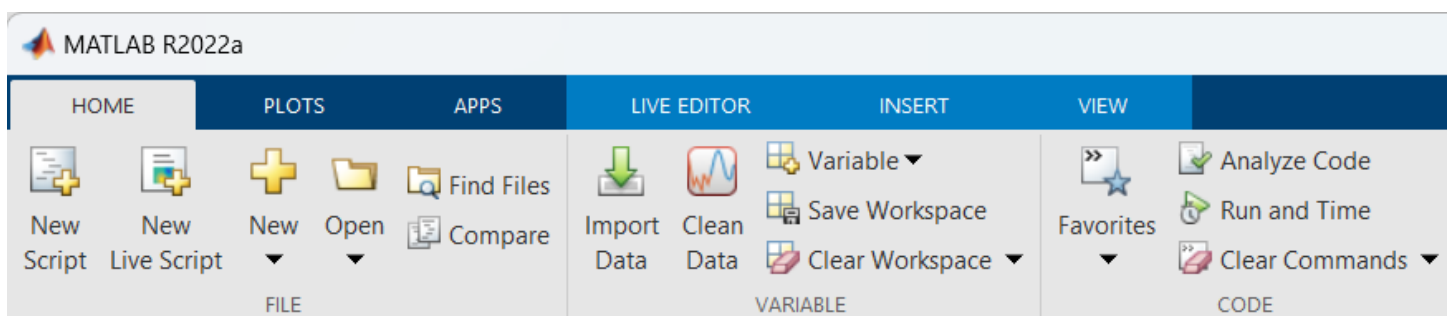 MATLAB R2022a
HOME PLOTS APPS LIVE EDITOR INSERT VIEW
New Script
New Live Script
New
Open
Find Files
Compare
FILE
Import Data
Clean Data
Variable
Save Workspace
Clear Workspace
VARIABLE
Favorites
Analyze Code
Run and Time
Clear Commands
CODE